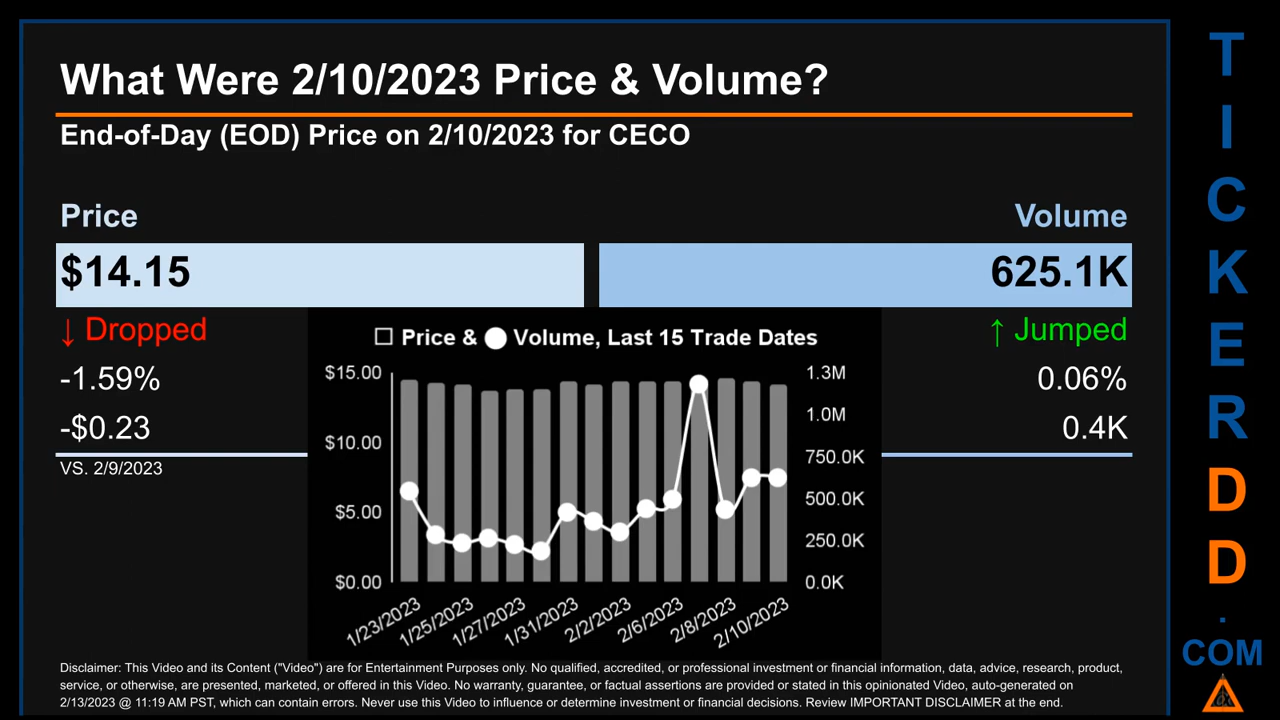 What Were 2/10/2023 Price & Volume?
End-of-Day (EOD) Price on 2/10/2023 for CECO
Price
Volume
$14.15
625.1K
↓ Dropped
↑ Jumped
-1.59%
0.06%
-$0.23
0.4K
VS. 2/9/2023
Price & Volume, Last 15 Trade Dates
$15.00
$10.00
$5.00
$0.00
1.3M
1.0M
750.0K
500.0K
250.0K
0.0K
1/23/2023
1/25/2023
1/27/2023
1/31/2023
2/2/2023
2/6/2023
2/8/2023
2/10/2023
Disclaimer: This Video and its Content ("Video") are for Entertainment Purposes only. No qualified, accredited, or professional investment or financial information, data, advice, research, product,
service, or otherwise, are presented, marketed, or offered in this Video. No warranty, guarantee, or factual assertions are provided or stated in this opinionated Video, auto-generated on
2/13/2023 @ 11:19 AM PST, which can contain errors. Never use this Video to influence or determine investment or financial decisions. Review IMPORTANT DISCLAIMER at the end.
T
I
C
K
E
R
D
D
.
COM